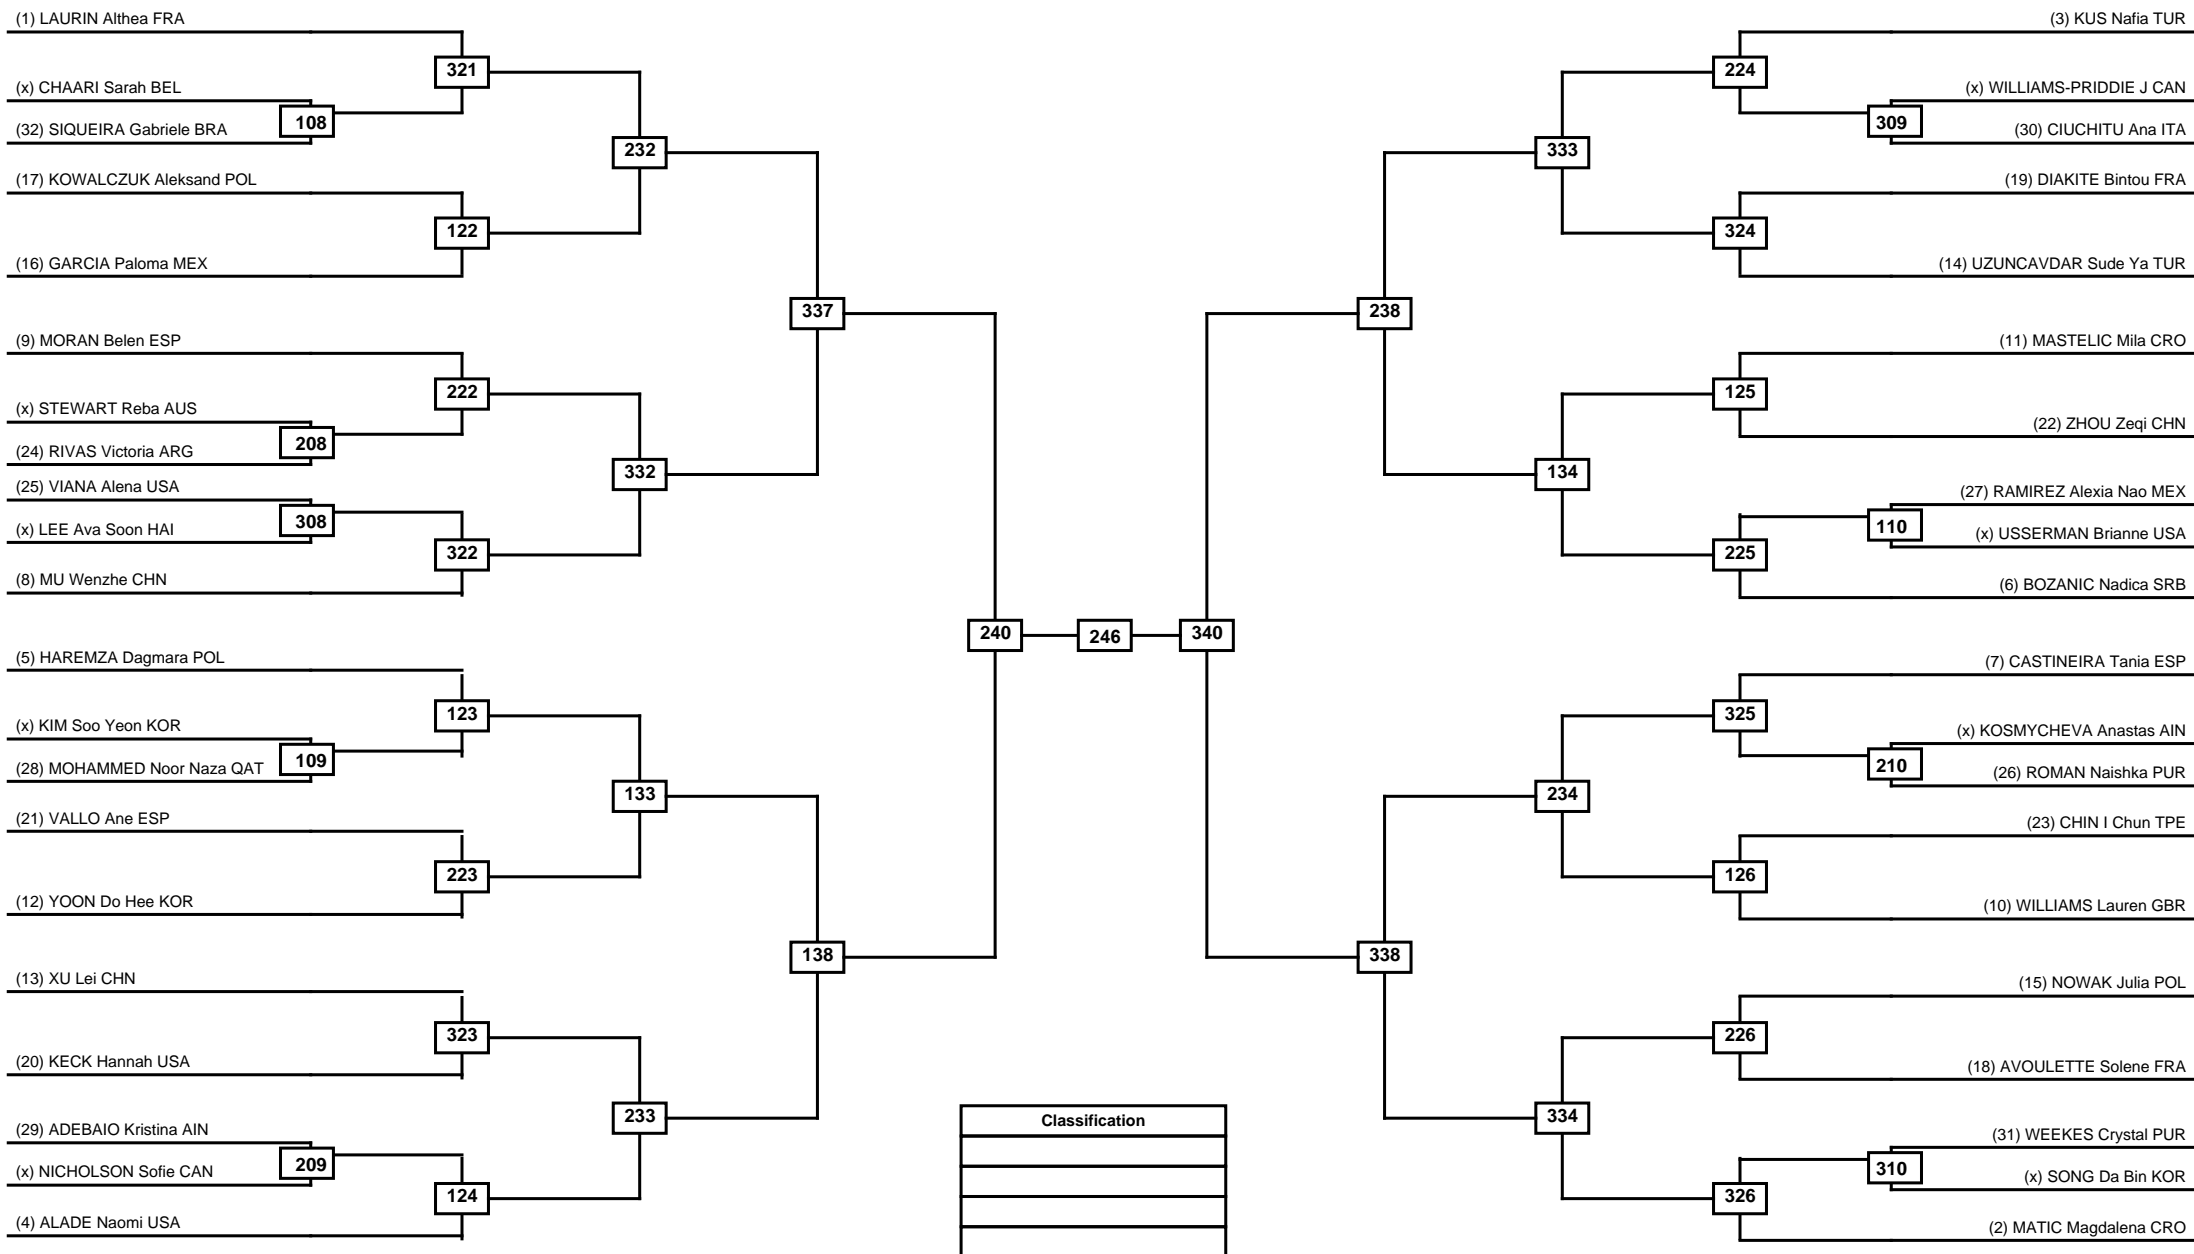 (1) LAURIN Althea FRA
321
(x) CHAARI Sarah BEL
108
(32) SIQUEIRA Gabriele BRA
232
(17) KOWALCZUK Aleksand POL
122
(16) GARCIA Paloma MEX
337
(9) MORAN Belen ESP
222
(x) STEWART Reba AUS
208
(24) RIVAS Victoria ARG
332
(25) VIANA Alena USA
308
(x) LEE Ava Soon HAI
322
(8) MU Wenzhe CHN
240
246
340
(5) HAREMZA Dagmara POL
123
(x) KIM Soo Yeon KOR
109
(28) MOHAMMED Noor Naza QAT
133
(21) VALLO Ane ESP
223
(12) YOON Do Hee KOR
138
(13) XU Lei CHN
323
(20) KECK Hannah USA
233
(29) ADEBAIO Kristina AIN
209
(x) NICHOLSON Sofie CAN
124
(4) ALADE Naomi USA
(3) KUS Nafia TUR
224
(x) WILLIAMS-PRIDDIE J CAN
309
(30) CIUCHITU Ana ITA
333
(19) DIAKITE Bintou FRA
324
(14) UZUNCAVDAR Sude Ya TUR
238
(11) MASTELIC Mila CRO
125
(22) ZHOU Zeqi CHN
134
(27) RAMIREZ Alexia Nao MEX
110
(x) USSERMAN Brianne USA
225
(6) BOZANIC Nadica SRB
(7) CASTINEIRA Tania ESP
325
(x) KOSMYCHEVA Anastas AIN
210
(26) ROMAN Naishka PUR
234
(23) CHIN I Chun TPE
126
(10) WILLIAMS Lauren GBR
338
(15) NOWAK Julia POL
226
(18) AVOULETTE Solene FRA
334
(31) WEEKES Crystal PUR
310
(x) SONG Da Bin KOR
326
(2) MATIC Magdalena CRO
Classification